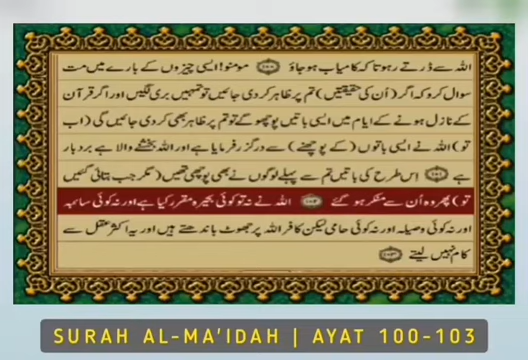 اللہ سے ڈرتے رہو تاکہ کامیاب ہو جاؤ ﴿۱۰۰﴾ مومنو! ایسی چیزوں کے بارے میں مت
سوال کرو کہ اگر (اُن کی حقیقتیں) تم پر ظاہر کر دی جائیں تو تمہیں بری لگیں اور اگر قرآن
کے نازل ہونے کے ایام میں ایسی باتیں پوچھو گے تو تم پر ظاہر بھی کر دی جائیں گی (اب
تو) اللہ نے ایسی باتوں (کے پوچھنے) سے درگزر فرمایا ہے اور اللہ بخشنے والا ہے بردبار
ہے ﴿۱۰۱﴾ اِس طرح کی باتیں تم سے پہلے لوگوں نے بھی پوچھی تھیں (مگر جب بتائی گئیں
تو) پھر وہ اُن سے منکر ہو گئے ﴿۱۰۲﴾ اللہ نے نہ تو کوئی بحیرہ مقرر کیا ہے اور نہ کوئی سائبہ
اور نہ کوئی وصیلہ اور نہ کوئی حامی لیکن کافر اللہ پر جھوٹ باندھتے ہیں اور یہ اکثر عقل سے
کام نہیں لیتے ﴿۱۰۳﴾
SURAH AL-MA'IDAH | AYAT 100-103